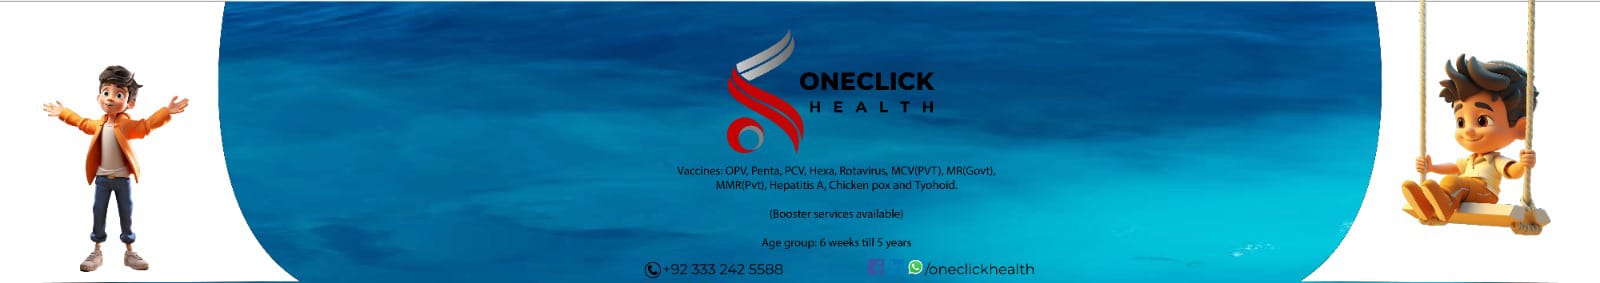 ONECLICK
HEALTH
Vaccines: OPV, Penta, PCV, Hexa, Rotavirus, MCV(PVT), MR(Govt),
MMR(Pvt), Hepatitis A, Chicken pox and Tyohoid.
(Booster services available)
Age group: 6 weeks till 5 years
+92 333 242 5588
/oneclickhealth